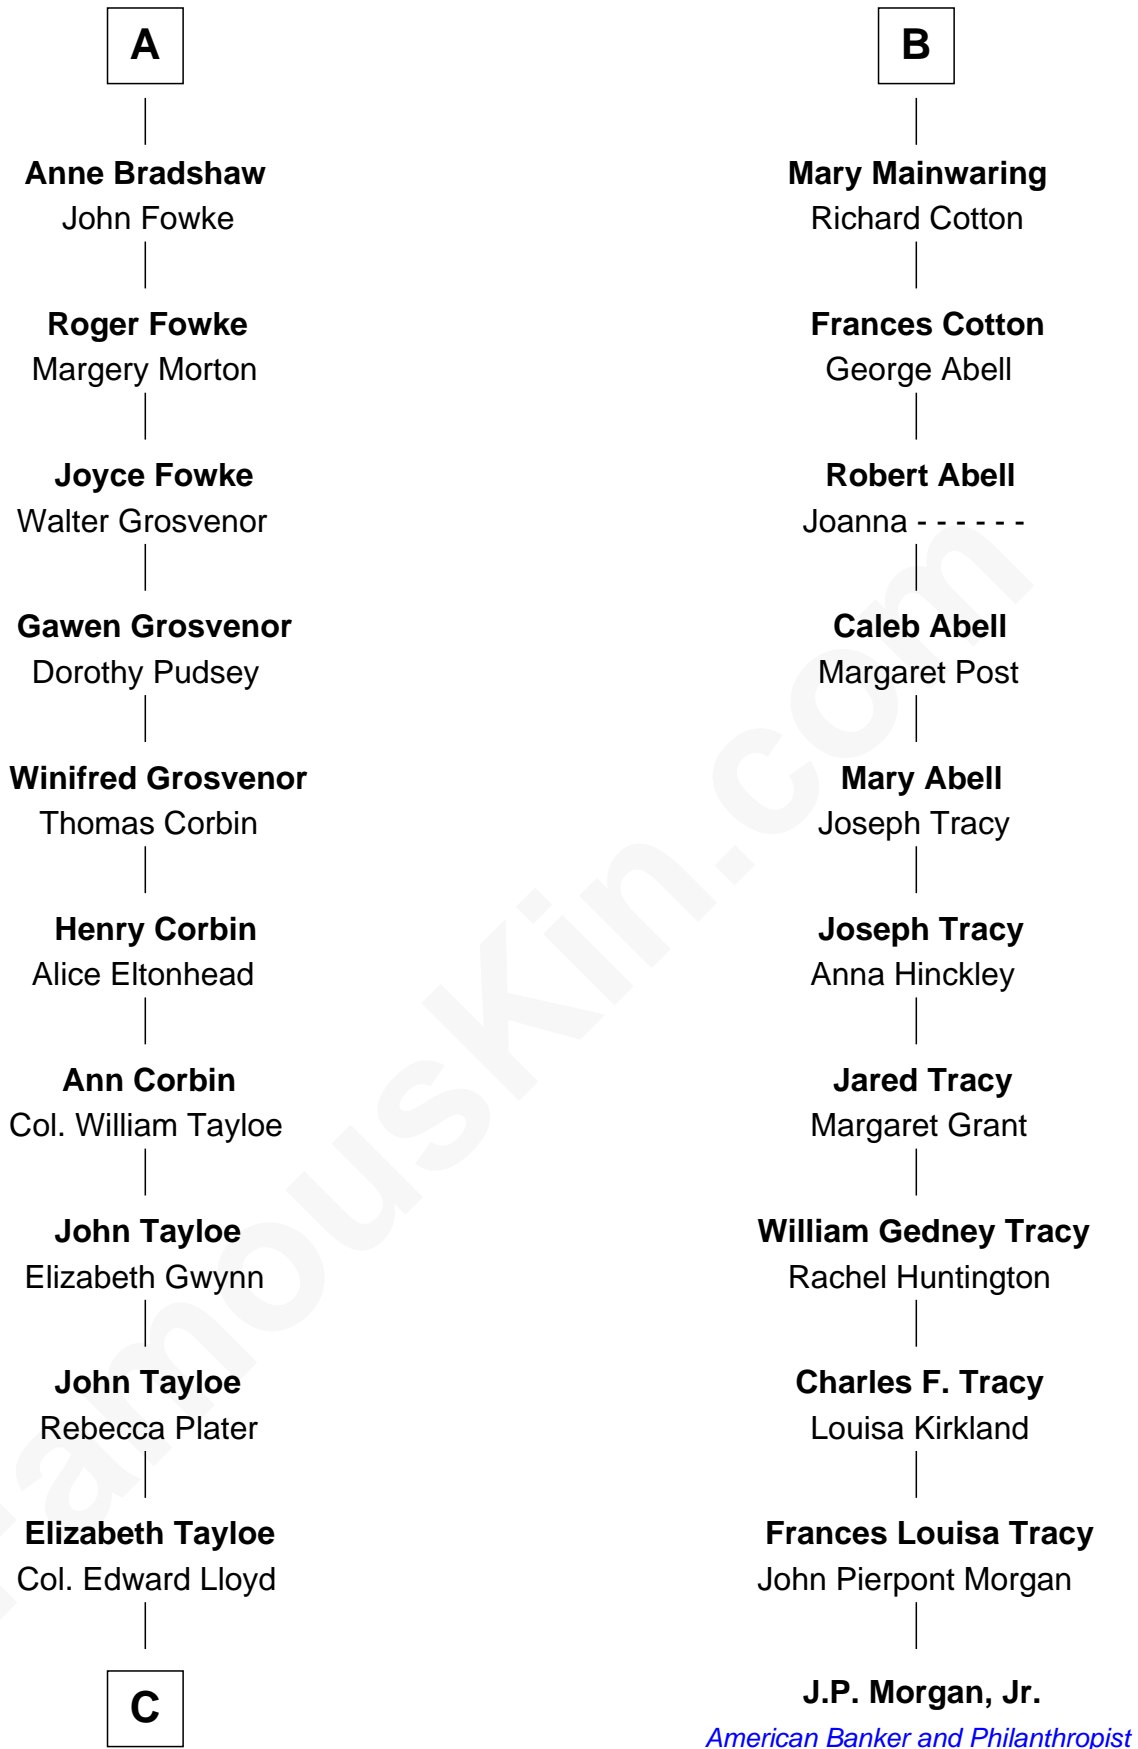 A
Anne Bradshaw
John Fowke
Roger Fowke
Margery Morton
Joyce Fowke
Walter Grosvenor
Gawen Grosvenor
Dorothy Pudsey
Winifred Grosvenor
Thomas Corbin
Henry Corbin
Alice Eltonhead
Ann Corbin
Col. William Tayloe
John Tayloe
Elizabeth Gwynn
John Tayloe
Rebecca Plater
Elizabeth Tayloe
Col. Edward Lloyd
C
B
Mary Mainwaring
Richard Cotton
Frances Cotton
George Abell
Robert Abell
Joanna - - - - - -
Caleb Abell
Margaret Post
Mary Abell
Joseph Tracy
Joseph Tracy
Anna Hinckley
Jared Tracy
Margaret Grant
William Gedney Tracy
Rachel Huntington
Charles F. Tracy
Louisa Kirkland
Frances Louisa Tracy
John Pierpont Morgan
J.P. Morgan, Jr.
American Banker and Philanthropist
FamousKin.com